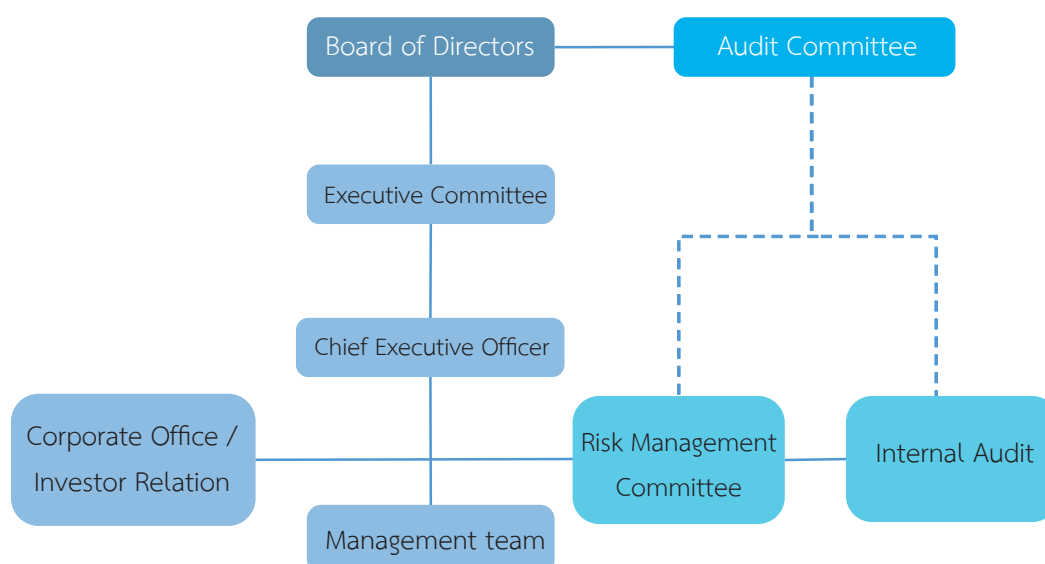 Board of Directors
Audit Committee
Executive Committee
Chief Executive Officer
Corporate Office /
Investor Relation
Risk Management
Committee
Internal Audit
Management team